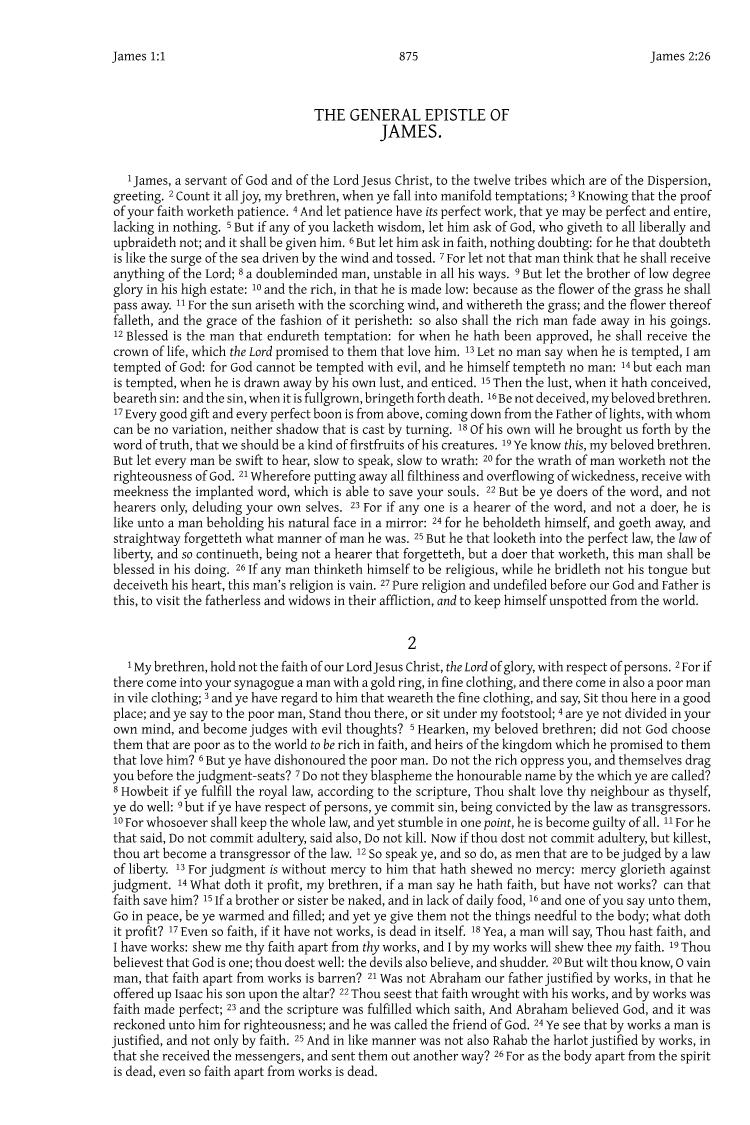 James 1:1 875 James 2:26
THE GENERAL EPISTLE OF
JAMES.
1 James, a servant of God and of the Lord Jesus Christ, to the twelve tribes which are of the Dispersion,
greeting. 2 Count it all joy, my brethren, when ye fall into manifold temptations; 3 Knowing that the proof
of your faith worketh patience. 4 And let patience have its perfect work, that ye may be perfect and entire,
lacking in nothing. 5 But if any of you lacketh wisdom, let him ask of God, who giveth to all liberally and
upbraideth not; and it shall be given him. 6 But let him ask in faith, nothing doubting: for he that doubteth
is like the surge of the sea driven by the wind and tossed. 7 For let not that man think that he shall receive
anything of the Lord; 8 a doubleminded man, unstable in all his ways. 9 But let the brother of low degree
glory in his high estate: 10 and the rich, in that he is made low: because as the flower of the grass he shall
pass away. 11 For the sun ariseth with the scorching wind, and withereth the grass; and the flower thereof
falleth, and the grace of the fashion of it perisheth: so also shall the rich man fade away in his goings.
12 Blessed is the man that endureth temptation: for when he hath been approved, he shall receive the
crown of life, which the Lord promised to them that love him. 13 Let no man say when he is tempted, I am
tempted of God: for God cannot be tempted with evil, and he himself tempteth no man: 14 but each man
is tempted, when he is drawn away by his own lust, and enticed. 15 Then the lust, when it hath conceived,
beareth sin: and the sin, when it is fullgrown, bringeth forth death. 16 Be not deceived, my beloved brethren.
17 Every good gift and every perfect boon is from above, coming down from the Father of lights, with whom
can be no variation, neither shadow that is cast by turning. 18 Of his own will he brought us forth by the
word of truth, that we should be a kind of firstfruits of his creatures. 19 Ye know this, my beloved brethren.
But let every man be swift to hear, slow to speak, slow to wrath: 20 for the wrath of man worketh not the
righteousness of God. 21 Wherefore putting away all filthiness and overflowing of wickedness, receive with
meekness the implanted word, which is able to save your souls. 22 But be ye doers of the word, and not
hearers only, deluding your own selves. 23 For if any one is a hearer of the word, and not a doer, he is
like unto a man beholding his natural face in a mirror: 24 for he beholdeth himself, and goeth away, and
straightway forgetteth what manner of man he was. 25 But he that looketh into the perfect law, the law of
liberty, and so continueth, being not a hearer that forgetteth, but a doer that worketh, this man shall be
blessed in his doing. 26 If any man thinketh himself to be religious, while he bridleth not his tongue but
deceiveth his heart, this man's religion is vain. 27 Pure religion and undefiled before our God and Father is
this, to visit the fatherless and widows in their affliction, and to keep himself unspotted from the world.
2
1 My brethren, hold not the faith of our Lord Jesus Christ, the Lord of glory, with respect of persons. 2 For if
there come into your synagogue a man with a gold ring, in fine clothing, and there come in also a poor man
in vile clothing; 3 and ye have regard to him that weareth the fine clothing, and say, Sit thou here in a good
place; and ye say to the poor man, Stand thou there, or sit under my footstool; 4 are ye not divided in your
own mind, and become judges with evil thoughts? 5 Hearken, my beloved brethren; did not God choose
them that are poor as to the world to be rich in faith, and heirs of the kingdom which he promised to them
that love him? 6 But ye have dishonoured the poor man. Do not the rich oppress you, and themselves drag
you before the judgment-seats? 7 Do not they blaspheme the honourable name by the which ye are called?
8 Howbeit if ye fulfill the royal law, according to the scripture, Thou shalt love thy neighbour as thyself,
ye do well: 9 but if ye have respect of persons, ye commit sin, being convicted by the law as transgressors.
10 For whosoever shall keep the whole law, and yet stumble in one point, he is become guilty of all. 11 For he
that said, Do not commit adultery, said also, Do not kill. Now if thou dost not commit adultery, but killest,
thou art become a transgressor of the law. 12 So speak ye, and so do, as men that are to be judged by a law
of liberty. 13 For judgment is without mercy to him that hath shewed no mercy: mercy glorieth against
judgment. 14 What doth it profit, my brethren, if a man say he hath faith, but have not works? can that
faith save him? 15 If a brother or sister be naked, and in lack of daily food, 16 and one of you say unto them,
Go in peace, be ye warmed and filled; and yet ye give them not the things needful to the body; what doth
it profit? 17 Even so faith, if it have not works, is dead in itself. 18 Yea, a man will say, Thou hast faith, and
I have works: shew me thy faith apart from thy works, and I by my works will shew thee my faith. 19 Thou
believest that God is one; thou doest well: the devils also believe, and shudder. 20 But wilt thou know, O vain
man, that faith apart from works is barren? 21 Was not Abraham our father justified by works, in that he
offered up Isaac his son upon the altar? 22 Thou seest that faith wrought with his works, and by works was
faith made perfect; 23 and the scripture was fulfilled which saith, And Abraham believed God, and it was
reckoned unto him for righteousness; and he was called the friend of God. 24 Ye see that by works a man is
justified, and not only by faith. 25 And in like manner was not also Rahab the harlot justified by works, in
that she received the messengers, and sent them out another way? 26 For as the body apart from the spirit
is dead, even so faith apart from works is dead.